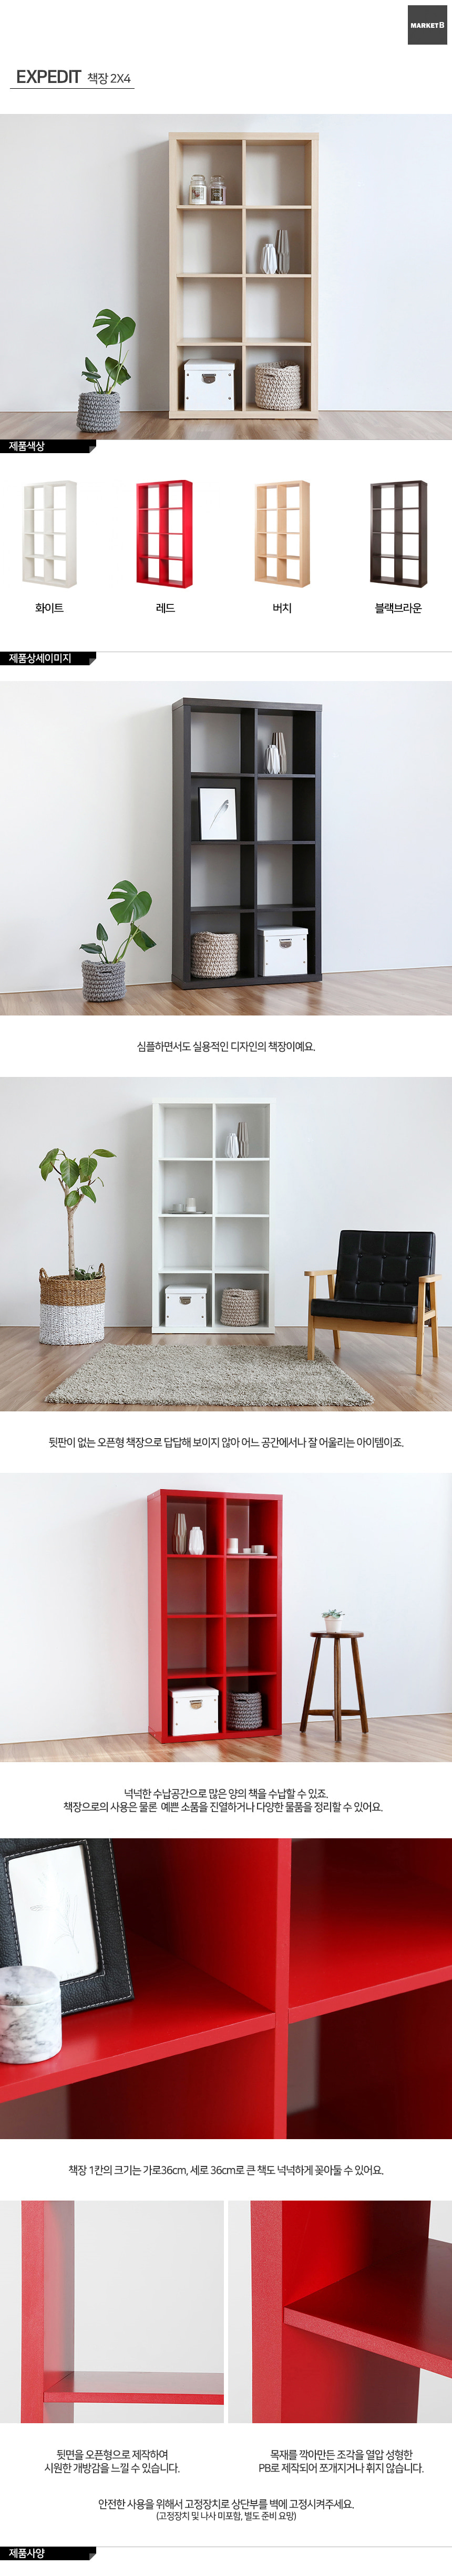 MARKET B
EXPEDIT 책장 2X4
제품색상
화이트
레드
버치
블랙브라운
제품상세이미지
심플하면서도 실용적인 디자인의 책장이예요.
뒷판이 없는 오픈형 책장으로 답답해 보이지 않아 어느 공간에서나 잘 어울리는 아이템이죠.
넉넉한 수납공간으로 많은 양의 책을 수납할 수 있죠.
책장으로의 사용은 물론 예쁜 소품을 진열하거나 다양한 물품을 정리할 수 있어요.
책장 1칸의 크기는 가로36cm, 세로 36cm로 큰 책도 넉넉하게 꽂아둘 수 있어요.
뒷면을 오픈형으로 제작하여
시원한 개방감을 느낄 수 있습니다.
목재를 깍아만든 조각을 열압 성형한
PB로 제작되어 쪼개지거나 휘지 않습니다.
안전한 사용을 위해서 고정장치로 상단부를 벽에 고정시켜주세요.
(고정장치 및 나사 미포함, 별도 준비 요망)
제품사양